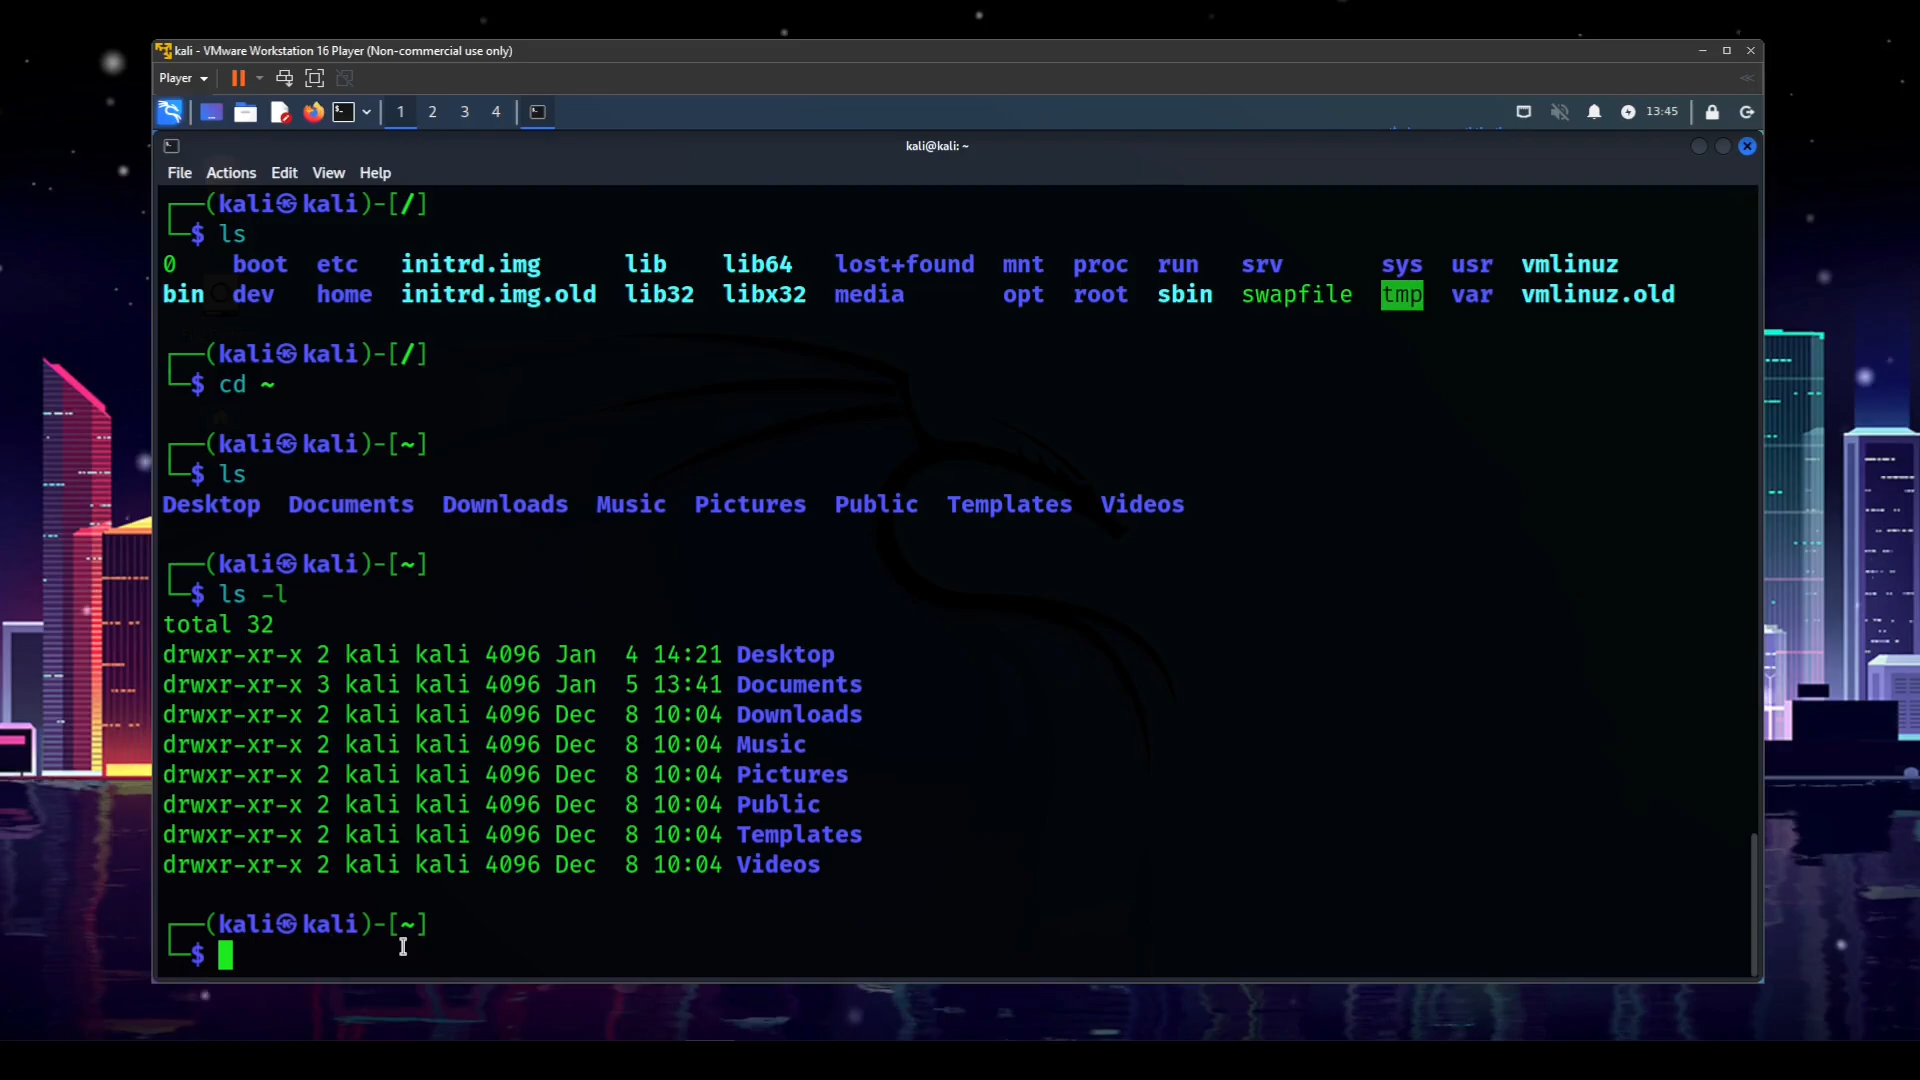 kali - VMware Workstation 16 Player (Non-commercial use only)
Player
1 2 3 4 13:45
kali@kali: ~
File Actions Edit View Help
┌──(kali㉿kali)-[/]
└─$ ls
0 boot etc initrd.img lib lib64 lost+found mnt proc run srv sys usr vmlinuz
bin dev home initrd.img.old lib32 libx32 media opt root sbin swapfile tmp var vmlinuz.old
┌──(kali㉿kali)-[/]
└─$ cd ~
┌──(kali㉿kali)-[~]
└─$ ls
Desktop Documents Downloads Music Pictures Public Templates Videos
┌──(kali㉿kali)-[~]
└─$ ls -l
total 32
drwxr-xr-x 2 kali kali 4096 Jan  4 14:21 Desktop
drwxr-xr-x 3 kali kali 4096 Jan  5 13:41 Documents
drwxr-xr-x 2 kali kali 4096 Dec  8 10:04 Downloads
drwxr-xr-x 2 kali kali 4096 Dec  8 10:04 Music
drwxr-xr-x 2 kali kali 4096 Dec  8 10:04 Pictures
drwxr-xr-x 2 kali kali 4096 Dec  8 10:04 Public
drwxr-xr-x 2 kali kali 4096 Dec  8 10:04 Templates
drwxr-xr-x 2 kali kali 4096 Dec  8 10:04 Videos
┌──(kali㉿kali)-[~]
└─$